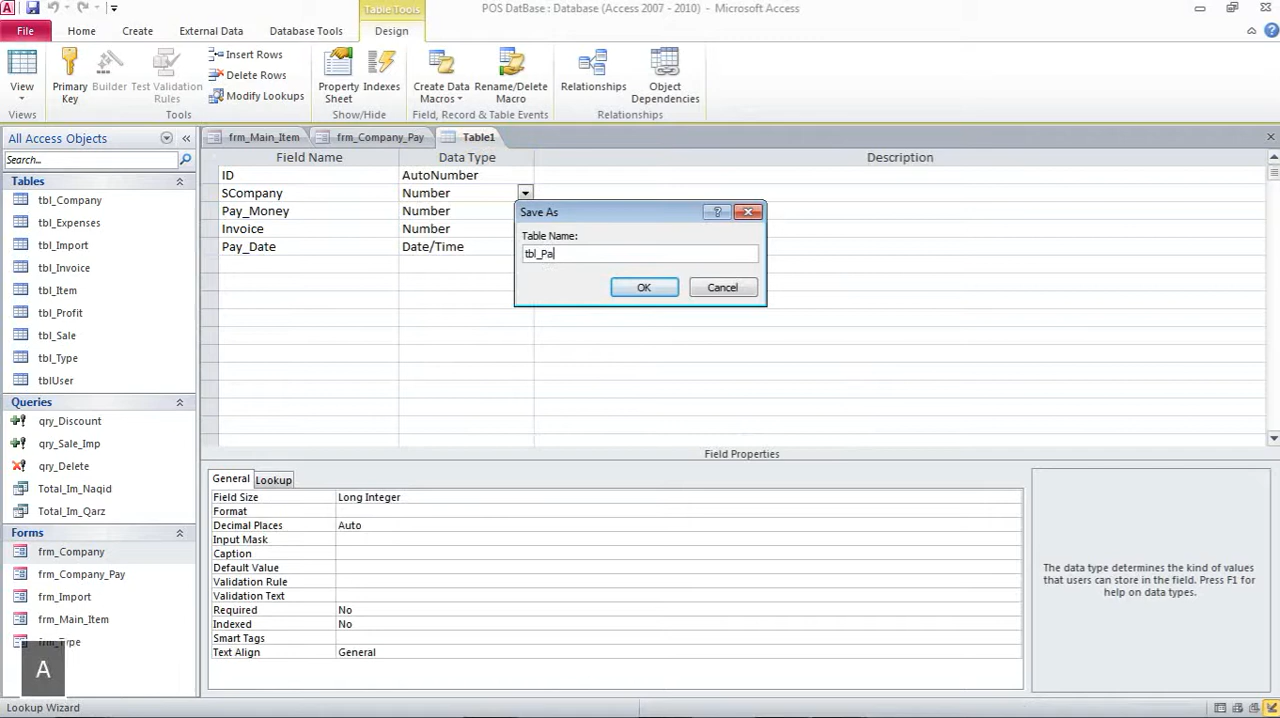 Table Tools
POS DatBase : Database (Access 2007 - 2010) - Microsoft Access
File Home Create External Data Database Tools Design
View
Primary Key
Builder
Test Validation Rules
Insert Rows
Delete Rows
Modify Lookups
Property Sheet
Indexes
Create Data Macros
Rename/Delete Macro
Relationships
Object Dependencies
Views Tools Show/Hide Field, Record & Table Events Relationships
All Access Objects
Search...
Tables
tbl_Company
tbl_Expenses
tbl_Import
tbl_Invoice
tbl_Item
tbl_Profit
tbl_Sale
tbl_Type
tblUser
Queries
qry_Discount
qry_Sale_Imp
qry_Delete
Total_Im_Naqid
Total_Im_Qarz
Forms
frm_Company
frm_Company_Pay
frm_Import
frm_Main_Item
frm_Type
A
Lookup Wizard
frm_Main_Item frm_Company_Pay Table1
Field Name Data Type Description
ID AutoNumber
SCompany Number
Pay_Money Number
Invoice Number
Pay_Date Date/Time
Save As
Table Name:
tbl_Pa
OK Cancel
Field Properties
General Lookup
Field Size Long Integer
Format
Decimal Places Auto
Input Mask
Caption
Default Value
Validation Rule
Validation Text
Required No
Indexed No
Smart Tags
Text Align General
The data type determines the kind of values
that users can store in the field. Press F1 for
help on data types.